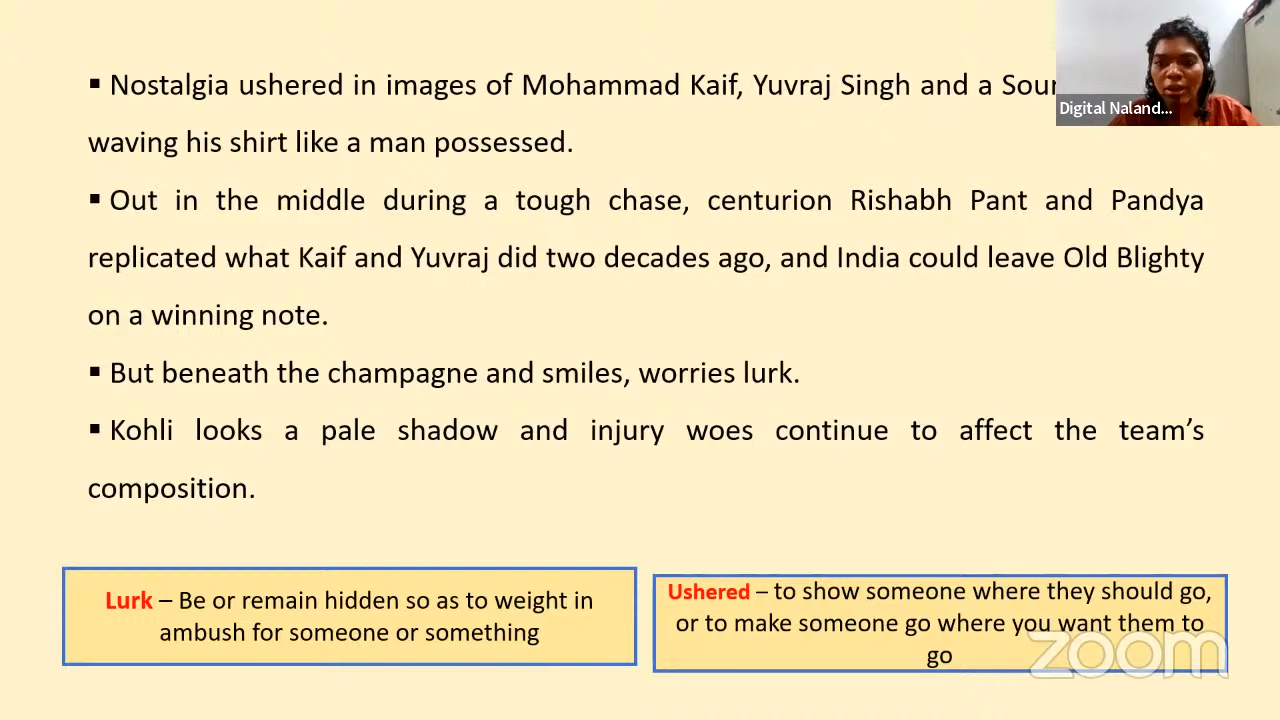 ▪ Nostalgia ushered in images of Mohammad Kaif, Yuvraj Singh and a
waving his shirt like a man possessed.
▪ Out in the middle during a tough chase, centurion Rishabh Pant and Pandya
replicated what Kaif and Yuvraj did two decades ago, and India could leave Old Blighty
on a winning note.
▪ But beneath the champagne and smiles, worries lurk.
▪ Kohli looks a pale shadow and injury woes continue to affect the team's
composition.
Lurk – Be or remain hidden so as to weight in
ambush for someone or something
Ushered – to show someone where they should go,
or to make someone go where you want them to
go
Digital Naland...
zoom